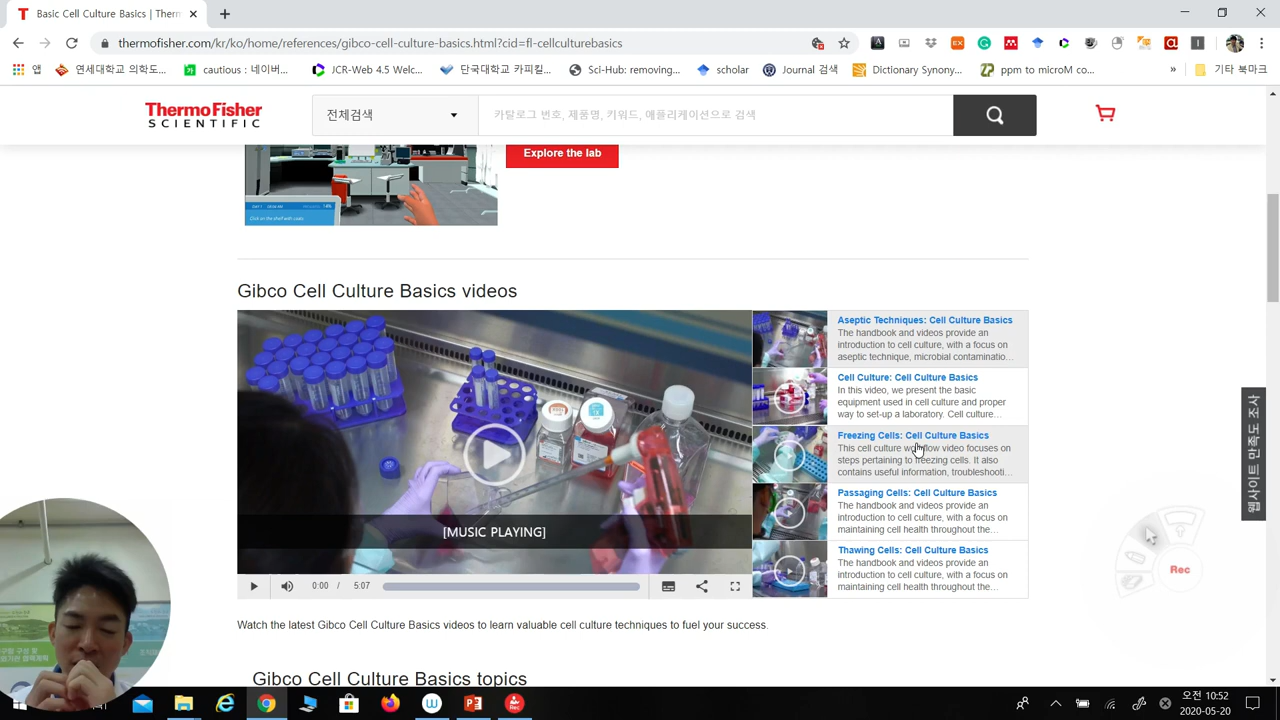 Basic Cell Culture Basics | Therm
thermofisher.com/kr/ko/home/references/gibco-cell-culture-basics.html?cid=fl-cellculturebasics
앱
연세대학교 의학도...
cautious : 네이버...
JCR-Web 4.5 Welc...
단국대학교 카피킬...
Sci-Hub: removing...
scholar
Journal 검색
Dictionary Synony...
ppm to microM co...
»
기타 북마크
ThermoFisher
SCIENTIFIC
전체검색
카탈로그 번호, 제품명, 키워드, 애플리케이션으로 검색
Explore the lab
Click on the shelf with coats
Gibco Cell Culture Basics videos
[MUSIC PLAYING]
0:00 / 5:07
Aseptic Techniques: Cell Culture Basics
The handbook and videos provide an
introduction to cell culture, with a focus on
aseptic technique, microbial contaminatio...
Cell Culture: Cell Culture Basics
In this video, we present the basic
equipment used in cell culture and proper
way to set-up a laboratory. Cell culture...
Freezing Cells: Cell Culture Basics
This cell culture workflow video focuses on
steps pertaining to freezing cells. It also
contains useful information, troubleshooti...
Passaging Cells: Cell Culture Basics
The handbook and videos provide an
introduction to cell culture, with a focus on
maintaining cell health throughout the...
Thawing Cells: Cell Culture Basics
The handbook and videos provide an
introduction to cell culture, with a focus on
maintaining cell health throughout the...
웹사이트 만족도 조사
Rec
Watch the latest Gibco Cell Culture Basics videos to learn valuable cell culture techniques to fuel your success.
Gibco Cell Culture Basics topics
오전 10:52
2020-05-20